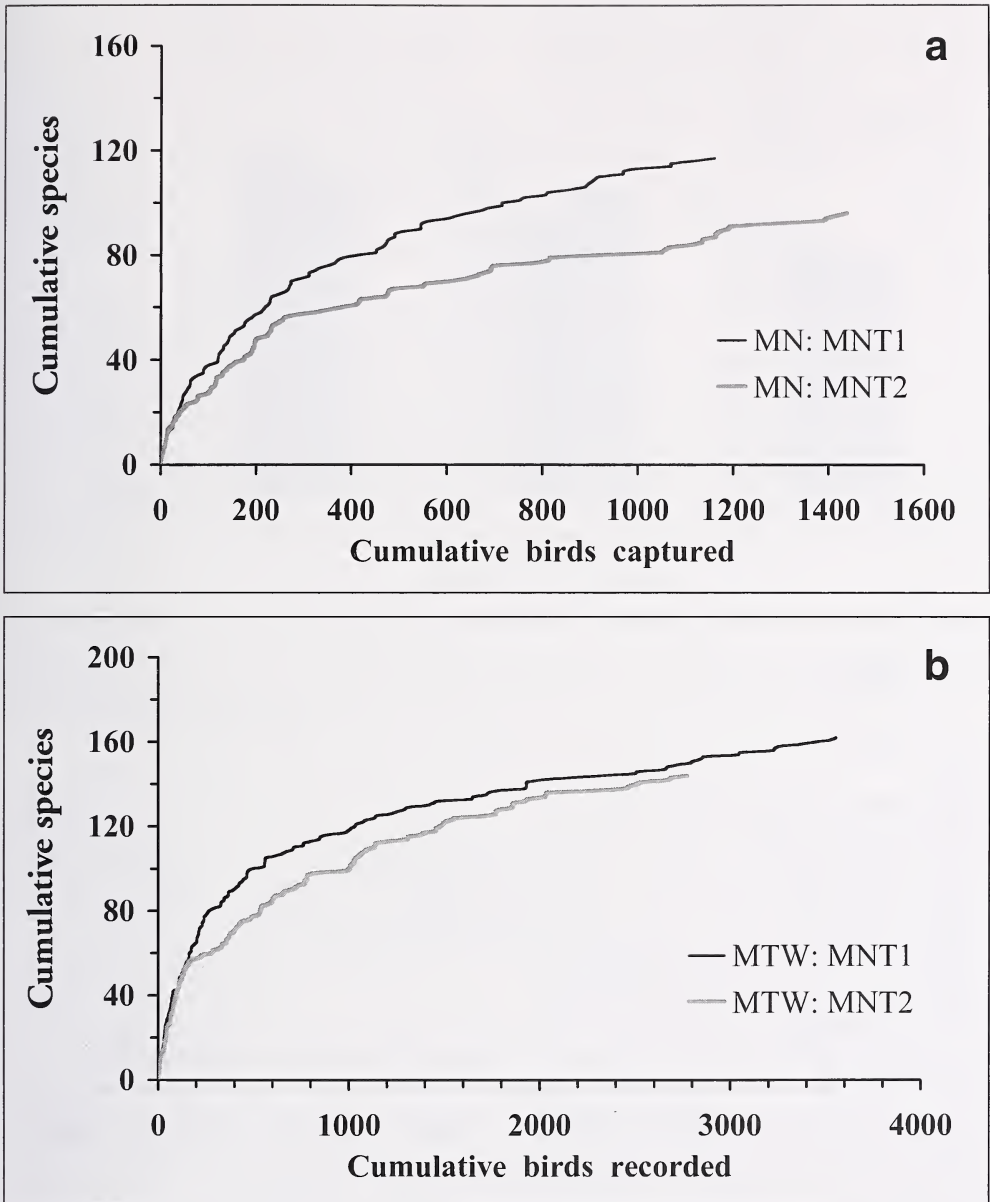 a
160
120
80
40
0
Cumulative species
MN: MNT1
MN: MNT2
0 200 400 600 800 1000 1200 1400 1600
Cumulative birds captured
b
200
160
120
80
40
0
Cumulative species
MTW: MNT1
MTW: MNT2
0 1000 2000 3000 4000
Cumulative birds recorded